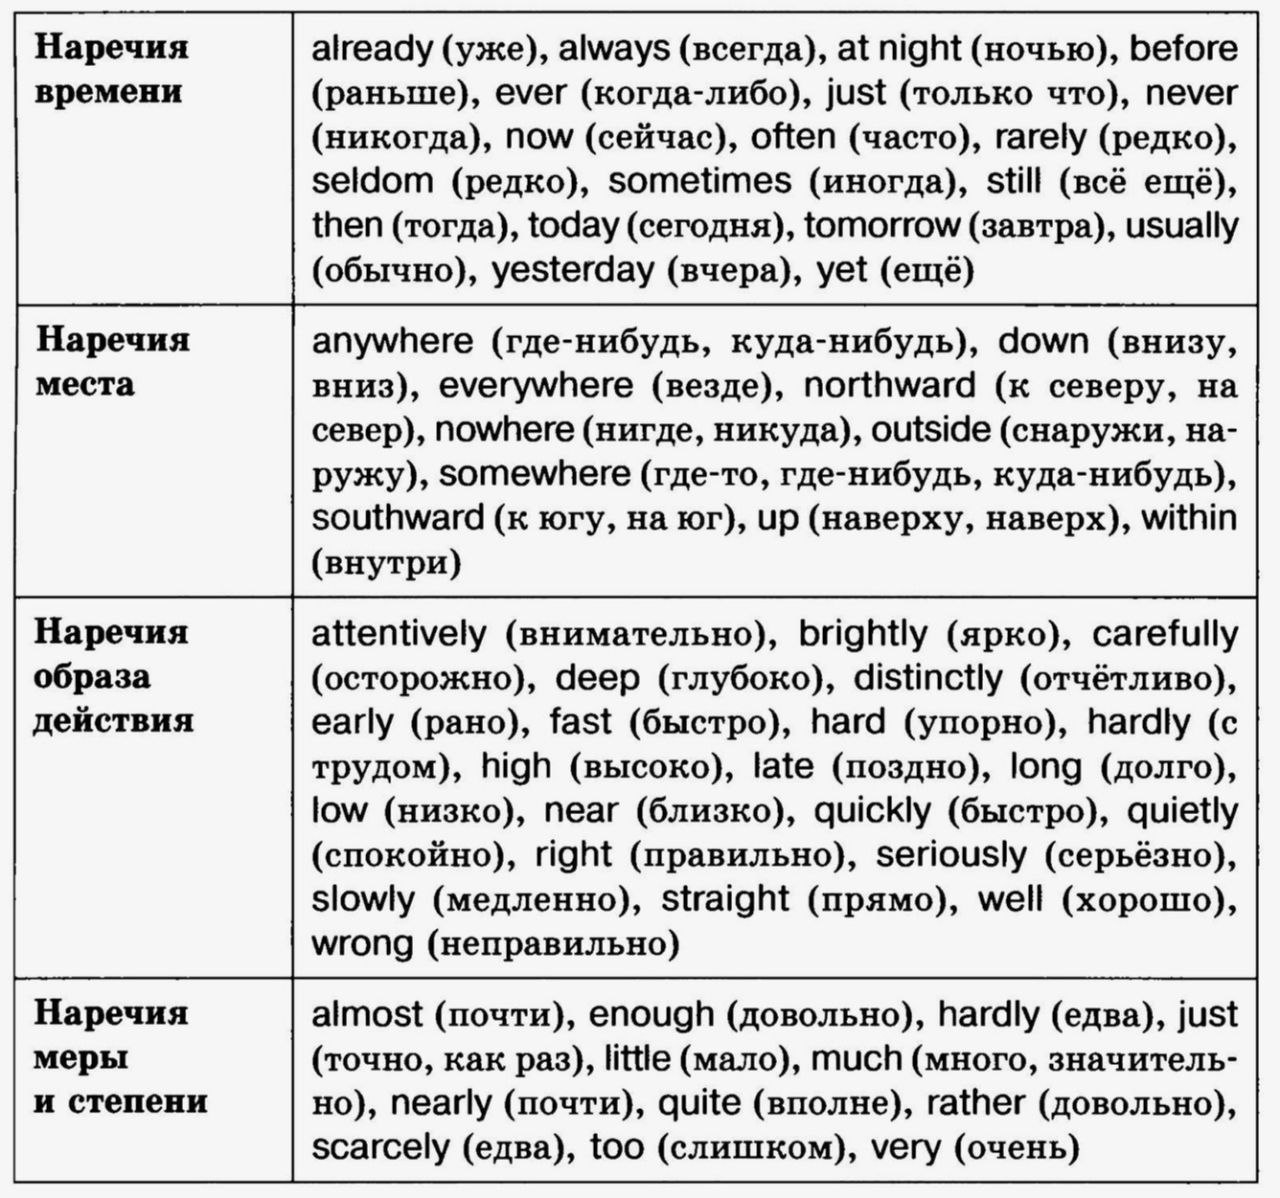 Наречия
времени
already (уже), always (всегда), at night (ночью), before
(раньше), ever (когда-либо), just (только что), never
(никогда), now (сейчас), often (часто), rarely (редко),
seldom (редко), sometimes (иногда), still (всё ещё),
then (тогда), today (сегодня), tomorrow (завтра), usually
(обычно), yesterday (вчера), yet (ещё)
Наречия
места
anywhere (где-нибудь, куда-нибудь), down (внизу,
вниз), everywhere (везде), northward (к северу, на
север), nowhere (нигде, никуда), outside (снаружи, на-
ружу), somewhere (где-то, где-нибудь, куда-нибудь),
southward (к югу, на юг), up (наверху, наверх), within
(внутри)
Наречия
образа
действия
attentively (внимательно), brightly (ярко), carefully
(осторожно), deep (глубоко), distinctly (отчётливо),
early (рано), fast (быстро), hard (упорно), hardly (с
трудом), high (высоко), late (поздно), long (долго),
low (низко), near (близко), quickly (быстро), quietly
(спокойно), right (правильно), seriously (серьёзно),
slowly (медленно), straight (прямо), well (хорошо),
wrong (неправильно)
Наречия
меры
и степени
almost (почти), enough (довольно), hardly (едва), just
(точно, как раз), little (мало), much (много, значитель-
но), nearly (почти), quite (вполне), rather (довольно),
scarcely (едва), too (слишком), very (очень)